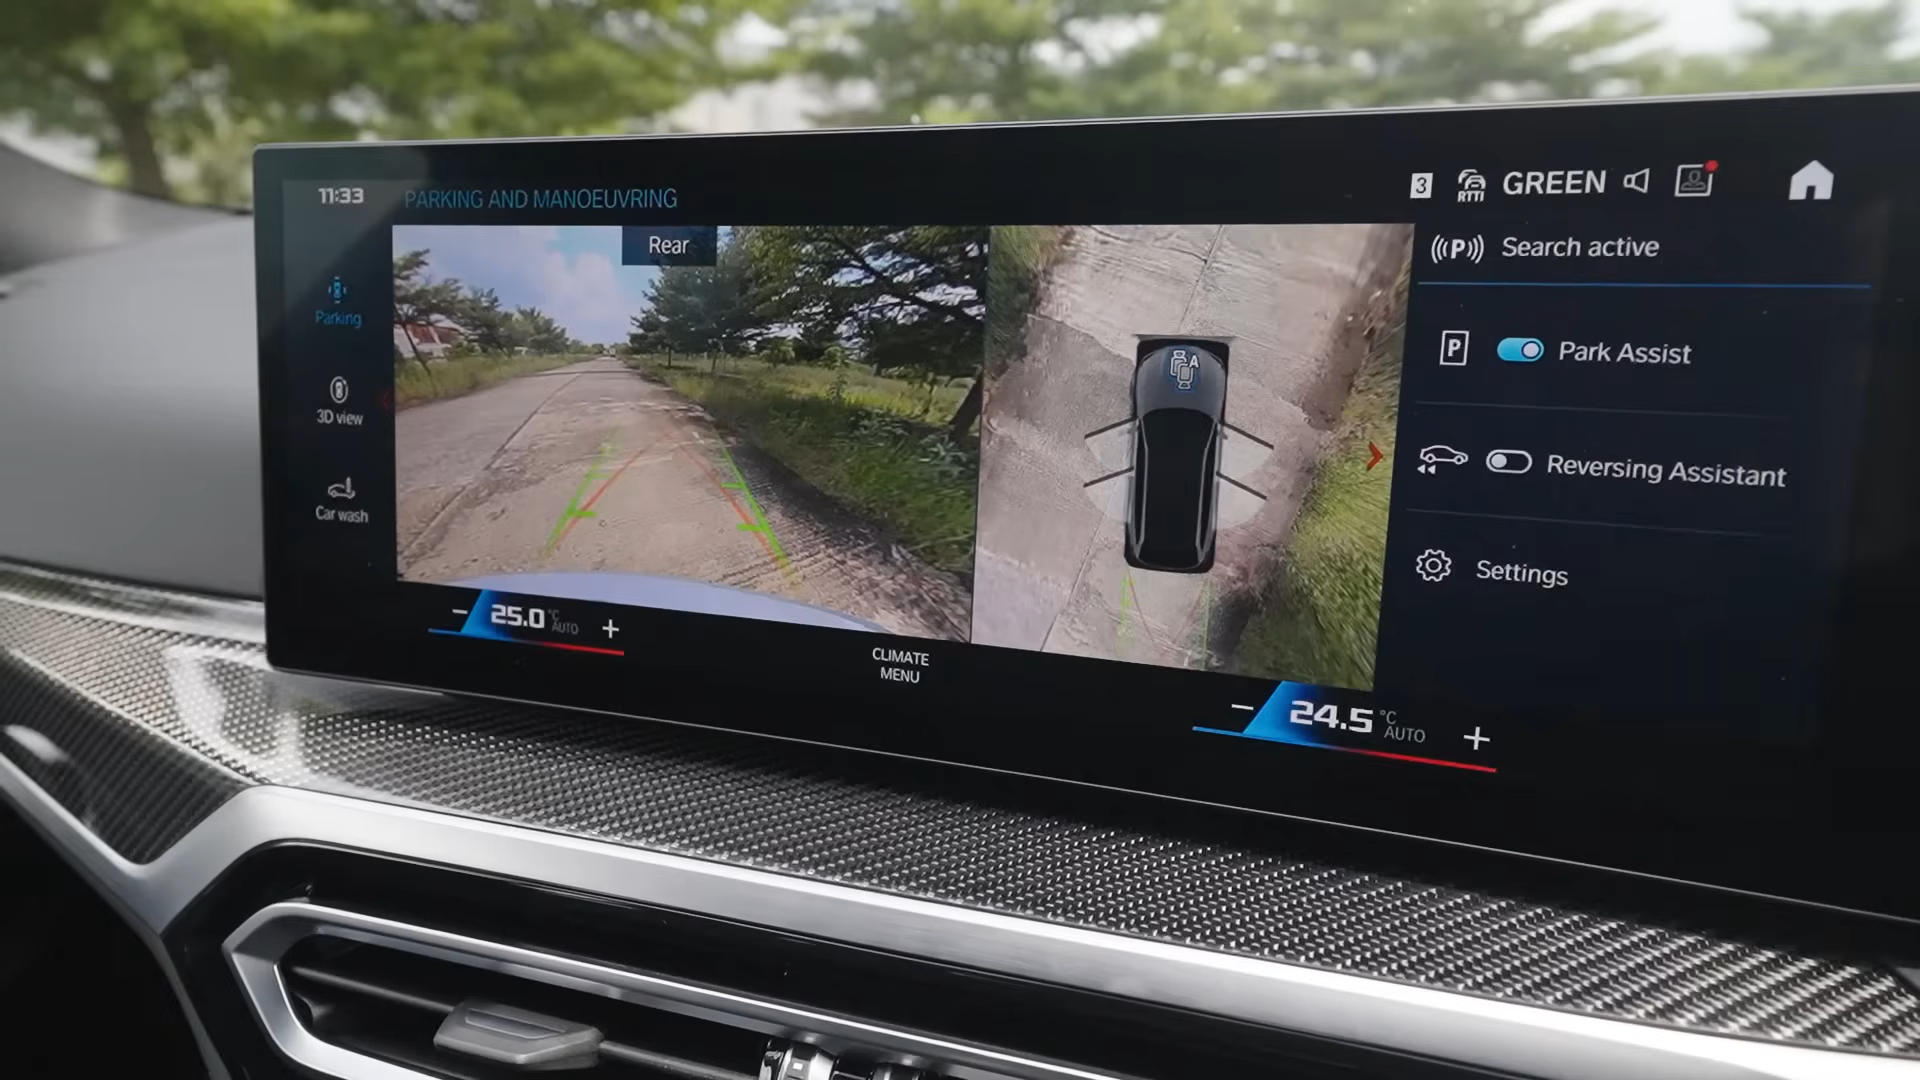 11:33
PARKING AND MANOEUVRING
3
RTTI
GREEN
Rear
((P)) Search active
Parking
P
Park Assist
3D view
Reversing Assistant
Car wash
Settings
A
− 25.0 °C AUTO +
CLIMATE
MENU
− 24.5 °C AUTO +